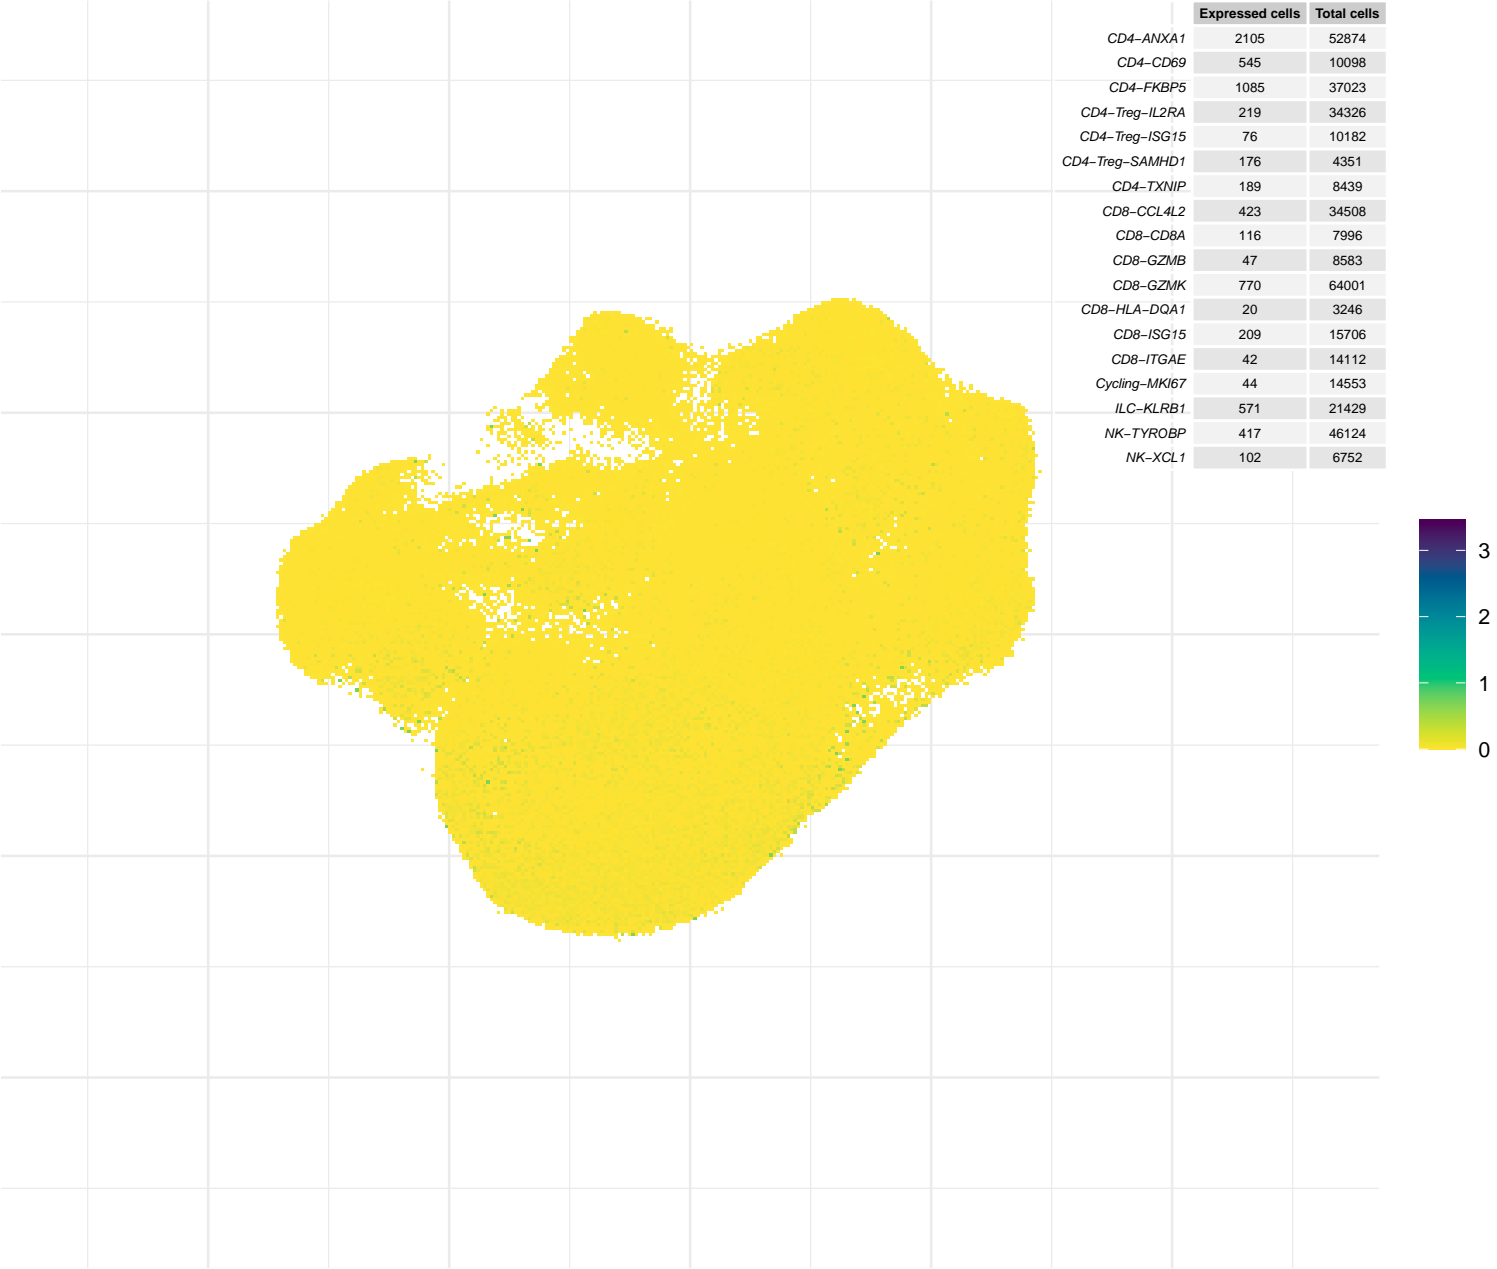 Expressed cells Total cells
CD4−ANXA1 2105 52874
CD4−CD69 545 10098
CD4−FKBP5 1085 37023
CD4−Treg−IL2RA 219 34326
CD4−Treg−ISG15 76 10182
CD4−Treg−SAMHD1 176 4351
CD4−TXNIP 189 8439
CD8−CCL4L2 423 34508
CD8−CD8A 116 7996
CD8−GZMB 47 8583
CD8−GZMK 770 64001
CD8−HLA−DQA1 20 3246
CD8−ISG15 209 15706
CD8−ITGAE 42 14112
Cycling−MKI67 44 14553
ILC−KLRB1 571 21429
NK−TYROBP 417 46124
NK−XCL1 102 6752
3
2
1
0